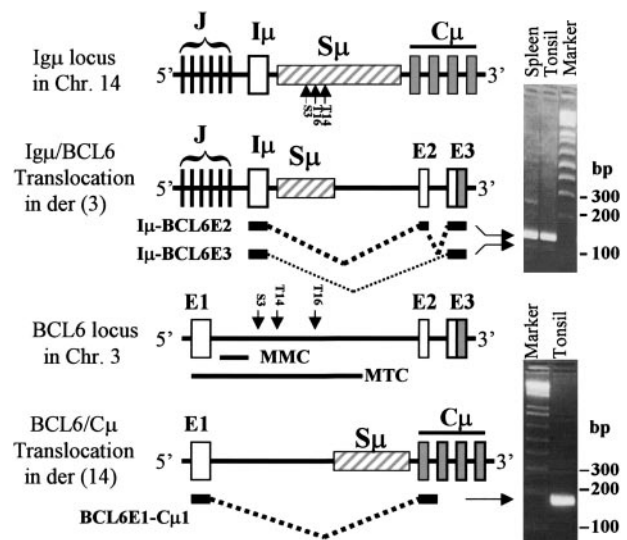 J
Iμ
Sμ
Cμ
Igμ locus
in Chr. 14
5'
3'
S3
T16
T14
Spleen
Tonsil
Marker
bp
300
200
100
Igμ/BCL6
Translocation
in der (3)
J
Iμ
Sμ
E2
E3
5'
3'
Iμ-BCL6E2
Iμ-BCL6E3
BCL6 locus
in Chr. 3
E1
S3
T14
T16
E2
E3
5'
3'
MMC
MTC
BCL6/Cμ
Translocation
in der (14)
E1
Sμ
Cμ
5'
3'
BCL6E1-Cμ1
Marker
Tonsil
bp
300
200
100